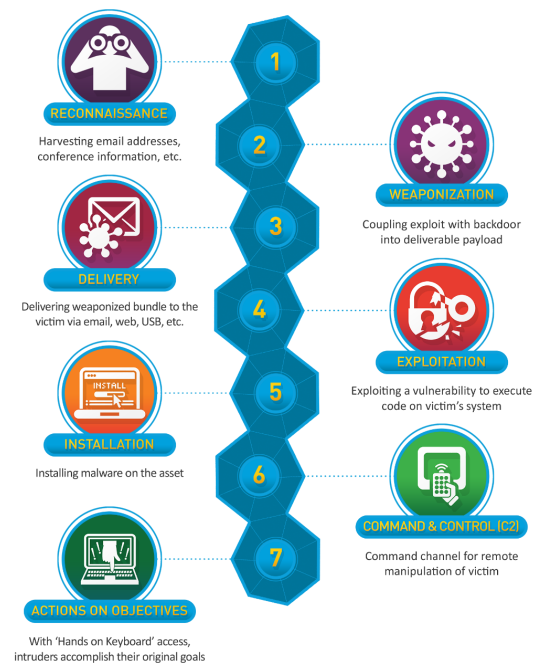 1
RECONNAISSANCE
Harvesting email addresses,
conference information, etc.
2
WEAPONIZATION
Coupling exploit with backdoor
into deliverable payload
3
DELIVERY
Delivering weaponized bundle to the
victim via email, web, USB, etc.
4
EXPLOITATION
Exploiting a vulnerability to execute
code on victim's system
5
INSTALL
INSTALLATION
Installing malware on the asset
6
COMMAND & CONTROL (C2)
Command channel for remote
manipulation of victim
7
ACTIONS ON OBJECTIVES
With ‘Hands on Keyboard’ access,
intruders accomplish their original goals